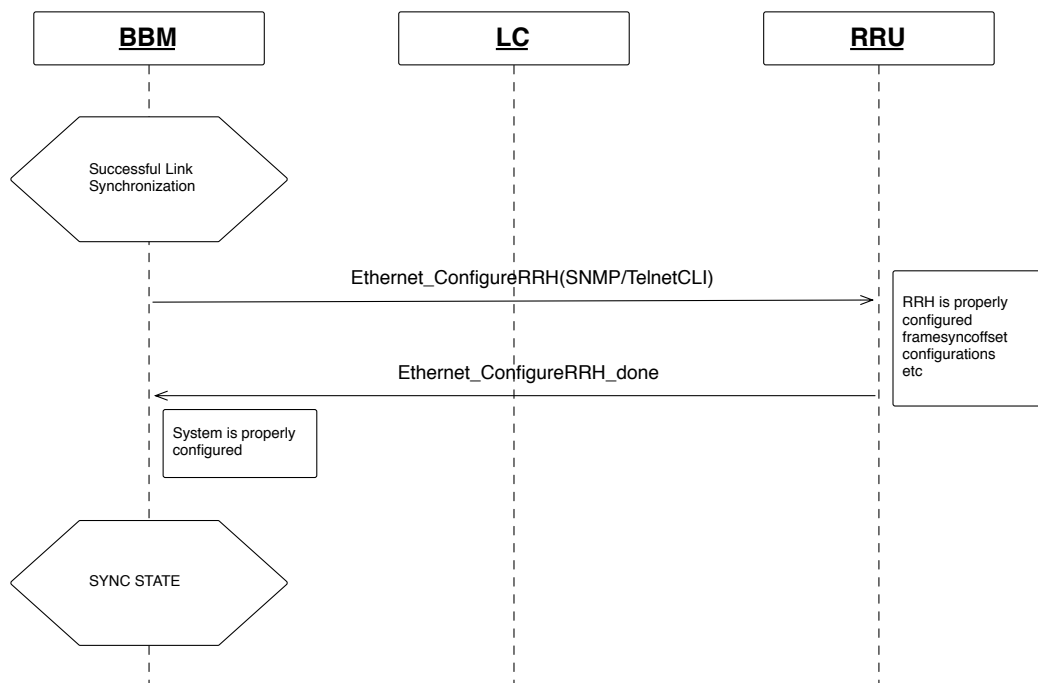 BBM
LC
RRU
Successful Link
Synchronization
Ethernet_ConfigureRRH(SNMP/TelnetCLI)
RRH is properly
configured
framesyncoffset
configurations
etc
Ethernet_ConfigureRRH_done
System is properly
configured
SYNC STATE